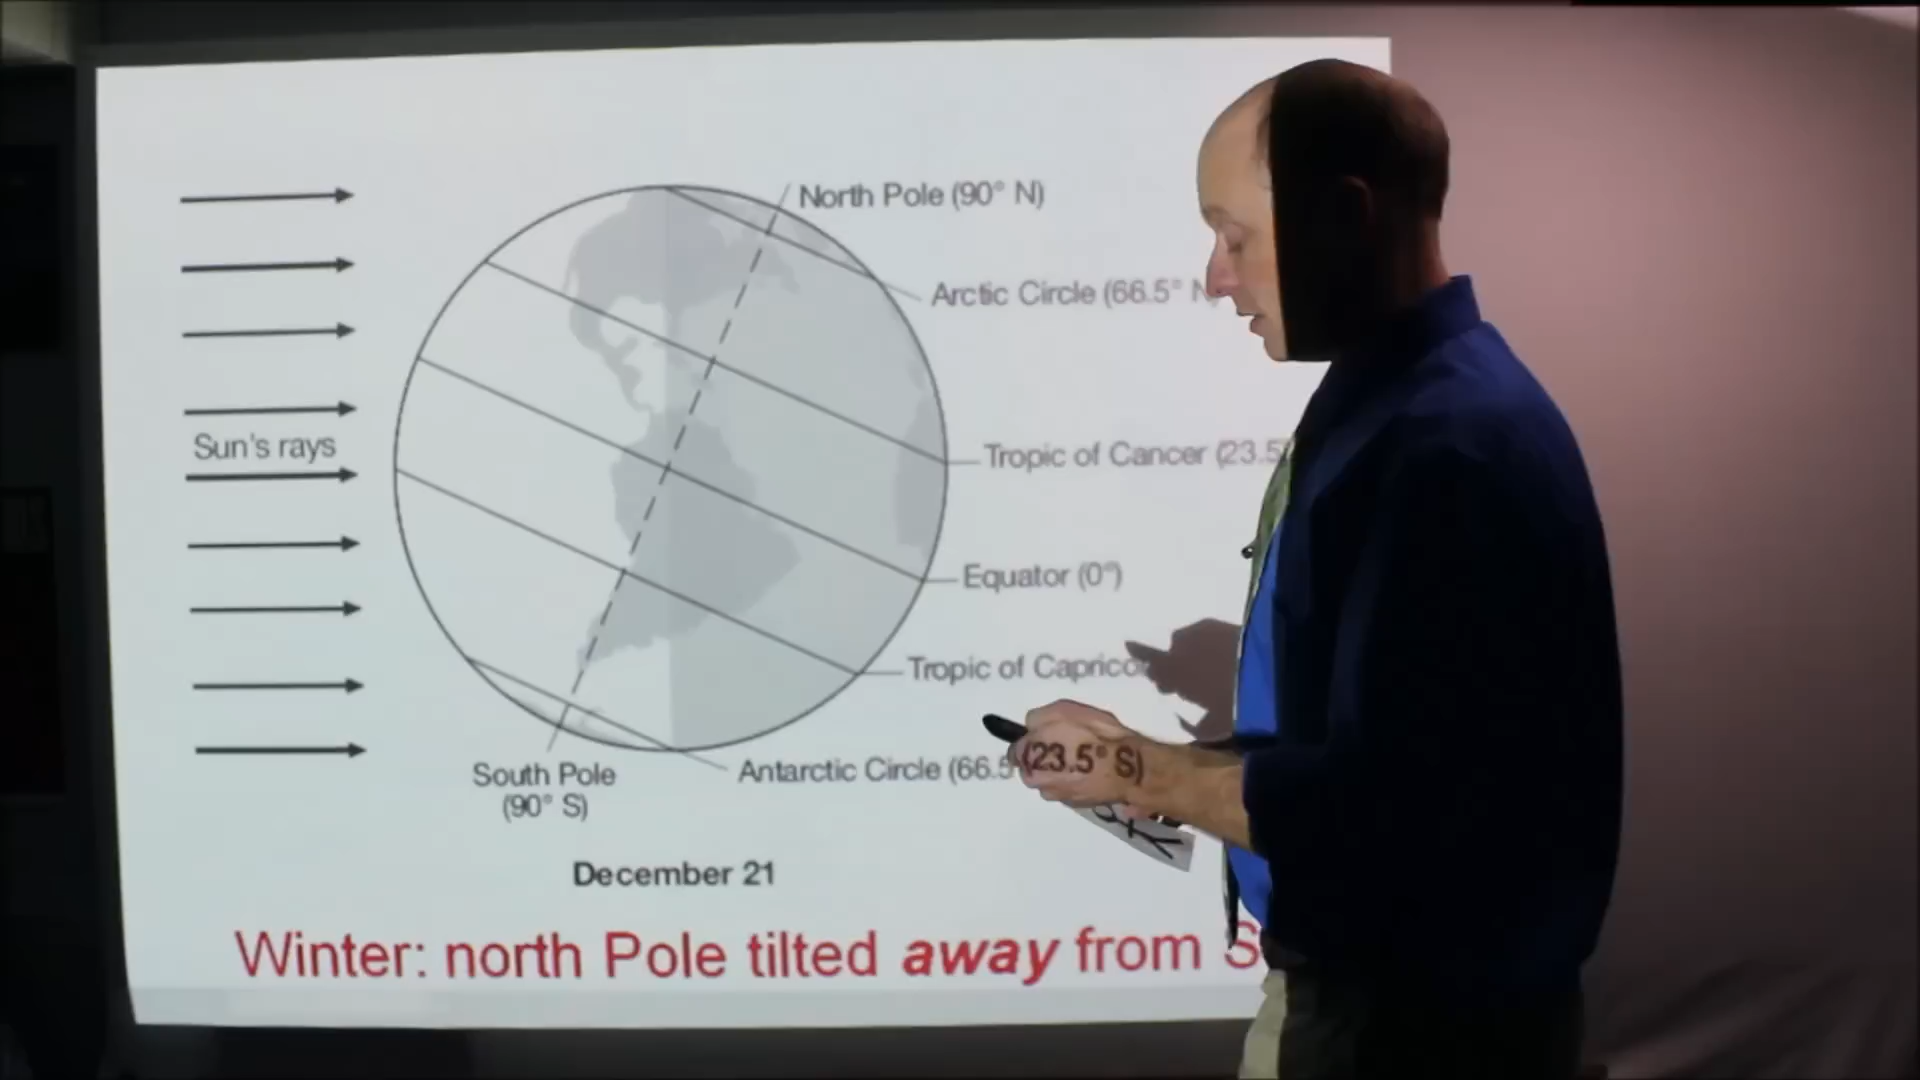 North Pole (90° N)
Arctic Circle (66.5° N
Sun's rays
Tropic of Cancer (23.5°
Equator (0°)
Tropic of Caprico
(23.5° S)
Antarctic Circle (66.5
South Pole
(90° S)
December 21
Winter: north Pole tilted away from S